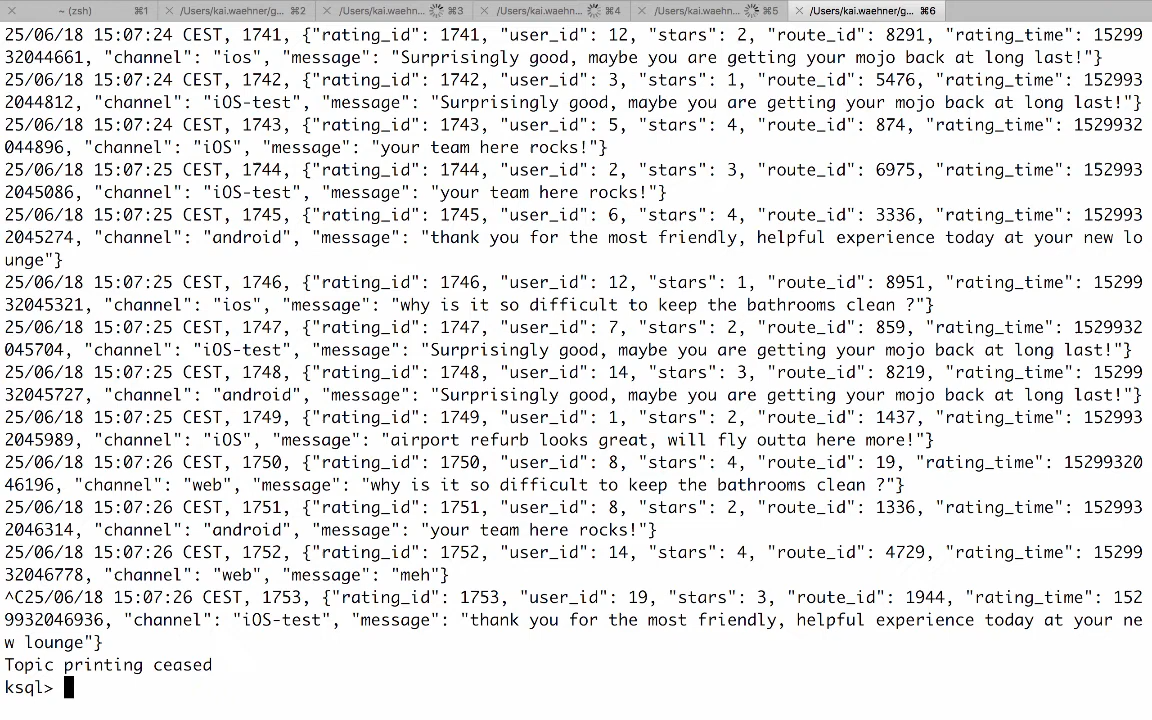 ~ (zsh) ⌘1 /Users/kai.waehner/g... ⌘2 /Users/kai.waehn... ⌘3 /Users/kai.waehn... ⌘4 /Users/kai.waehn... ⌘5 /Users/kai.waehner/g... ⌘6
25/06/18 15:07:24 CEST, 1741, {"rating_id": 1741, "user_id": 12, "stars": 2, "route_id": 8291, "rating_time": 15299
32044661, "channel": "ios", "message": "Surprisingly good, maybe you are getting your mojo back at long last!"}
25/06/18 15:07:24 CEST, 1742, {"rating_id": 1742, "user_id": 3, "stars": 1, "route_id": 5476, "rating_time": 152993
2044812, "channel": "iOS-test", "message": "Surprisingly good, maybe you are getting your mojo back at long last!"}
25/06/18 15:07:24 CEST, 1743, {"rating_id": 1743, "user_id": 5, "stars": 4, "route_id": 874, "rating_time": 1529932
044896, "channel": "iOS", "message": "your team here rocks!"}
25/06/18 15:07:25 CEST, 1744, {"rating_id": 1744, "user_id": 2, "stars": 3, "route_id": 6975, "rating_time": 152993
2045086, "channel": "iOS-test", "message": "your team here rocks!"}
25/06/18 15:07:25 CEST, 1745, {"rating_id": 1745, "user_id": 6, "stars": 4, "route_id": 3336, "rating_time": 152993
2045274, "channel": "android", "message": "thank you for the most friendly, helpful experience today at your new lo
unge"}
25/06/18 15:07:25 CEST, 1746, {"rating_id": 1746, "user_id": 12, "stars": 1, "route_id": 8951, "rating_time": 15299
32045321, "channel": "ios", "message": "why is it so difficult to keep the bathrooms clean ?"}
25/06/18 15:07:25 CEST, 1747, {"rating_id": 1747, "user_id": 7, "stars": 2, "route_id": 859, "rating_time": 1529932
045704, "channel": "iOS-test", "message": "Surprisingly good, maybe you are getting your mojo back at long last!"}
25/06/18 15:07:25 CEST, 1748, {"rating_id": 1748, "user_id": 14, "stars": 3, "route_id": 8219, "rating_time": 15299
32045727, "channel": "android", "message": "Surprisingly good, maybe you are getting your mojo back at long last!"}
25/06/18 15:07:25 CEST, 1749, {"rating_id": 1749, "user_id": 1, "stars": 2, "route_id": 1437, "rating_time": 152993
2045989, "channel": "iOS", "message": "airport refurb looks great, will fly outta here more!"}
25/06/18 15:07:26 CEST, 1750, {"rating_id": 1750, "user_id": 8, "stars": 4, "route_id": 19, "rating_time": 15299320
46196, "channel": "web", "message": "why is it so difficult to keep the bathrooms clean ?"}
25/06/18 15:07:26 CEST, 1751, {"rating_id": 1751, "user_id": 8, "stars": 2, "route_id": 1336, "rating_time": 152993
2046314, "channel": "android", "message": "your team here rocks!"}
25/06/18 15:07:26 CEST, 1752, {"rating_id": 1752, "user_id": 14, "stars": 4, "route_id": 4729, "rating_time": 15299
32046778, "channel": "web", "message": "meh"}
^C25/06/18 15:07:26 CEST, 1753, {"rating_id": 1753, "user_id": 19, "stars": 3, "route_id": 1944, "rating_time": 152
9932046936, "channel": "iOS-test", "message": "thank you for the most friendly, helpful experience today at your ne
w lounge"}
Topic printing ceased
ksql>